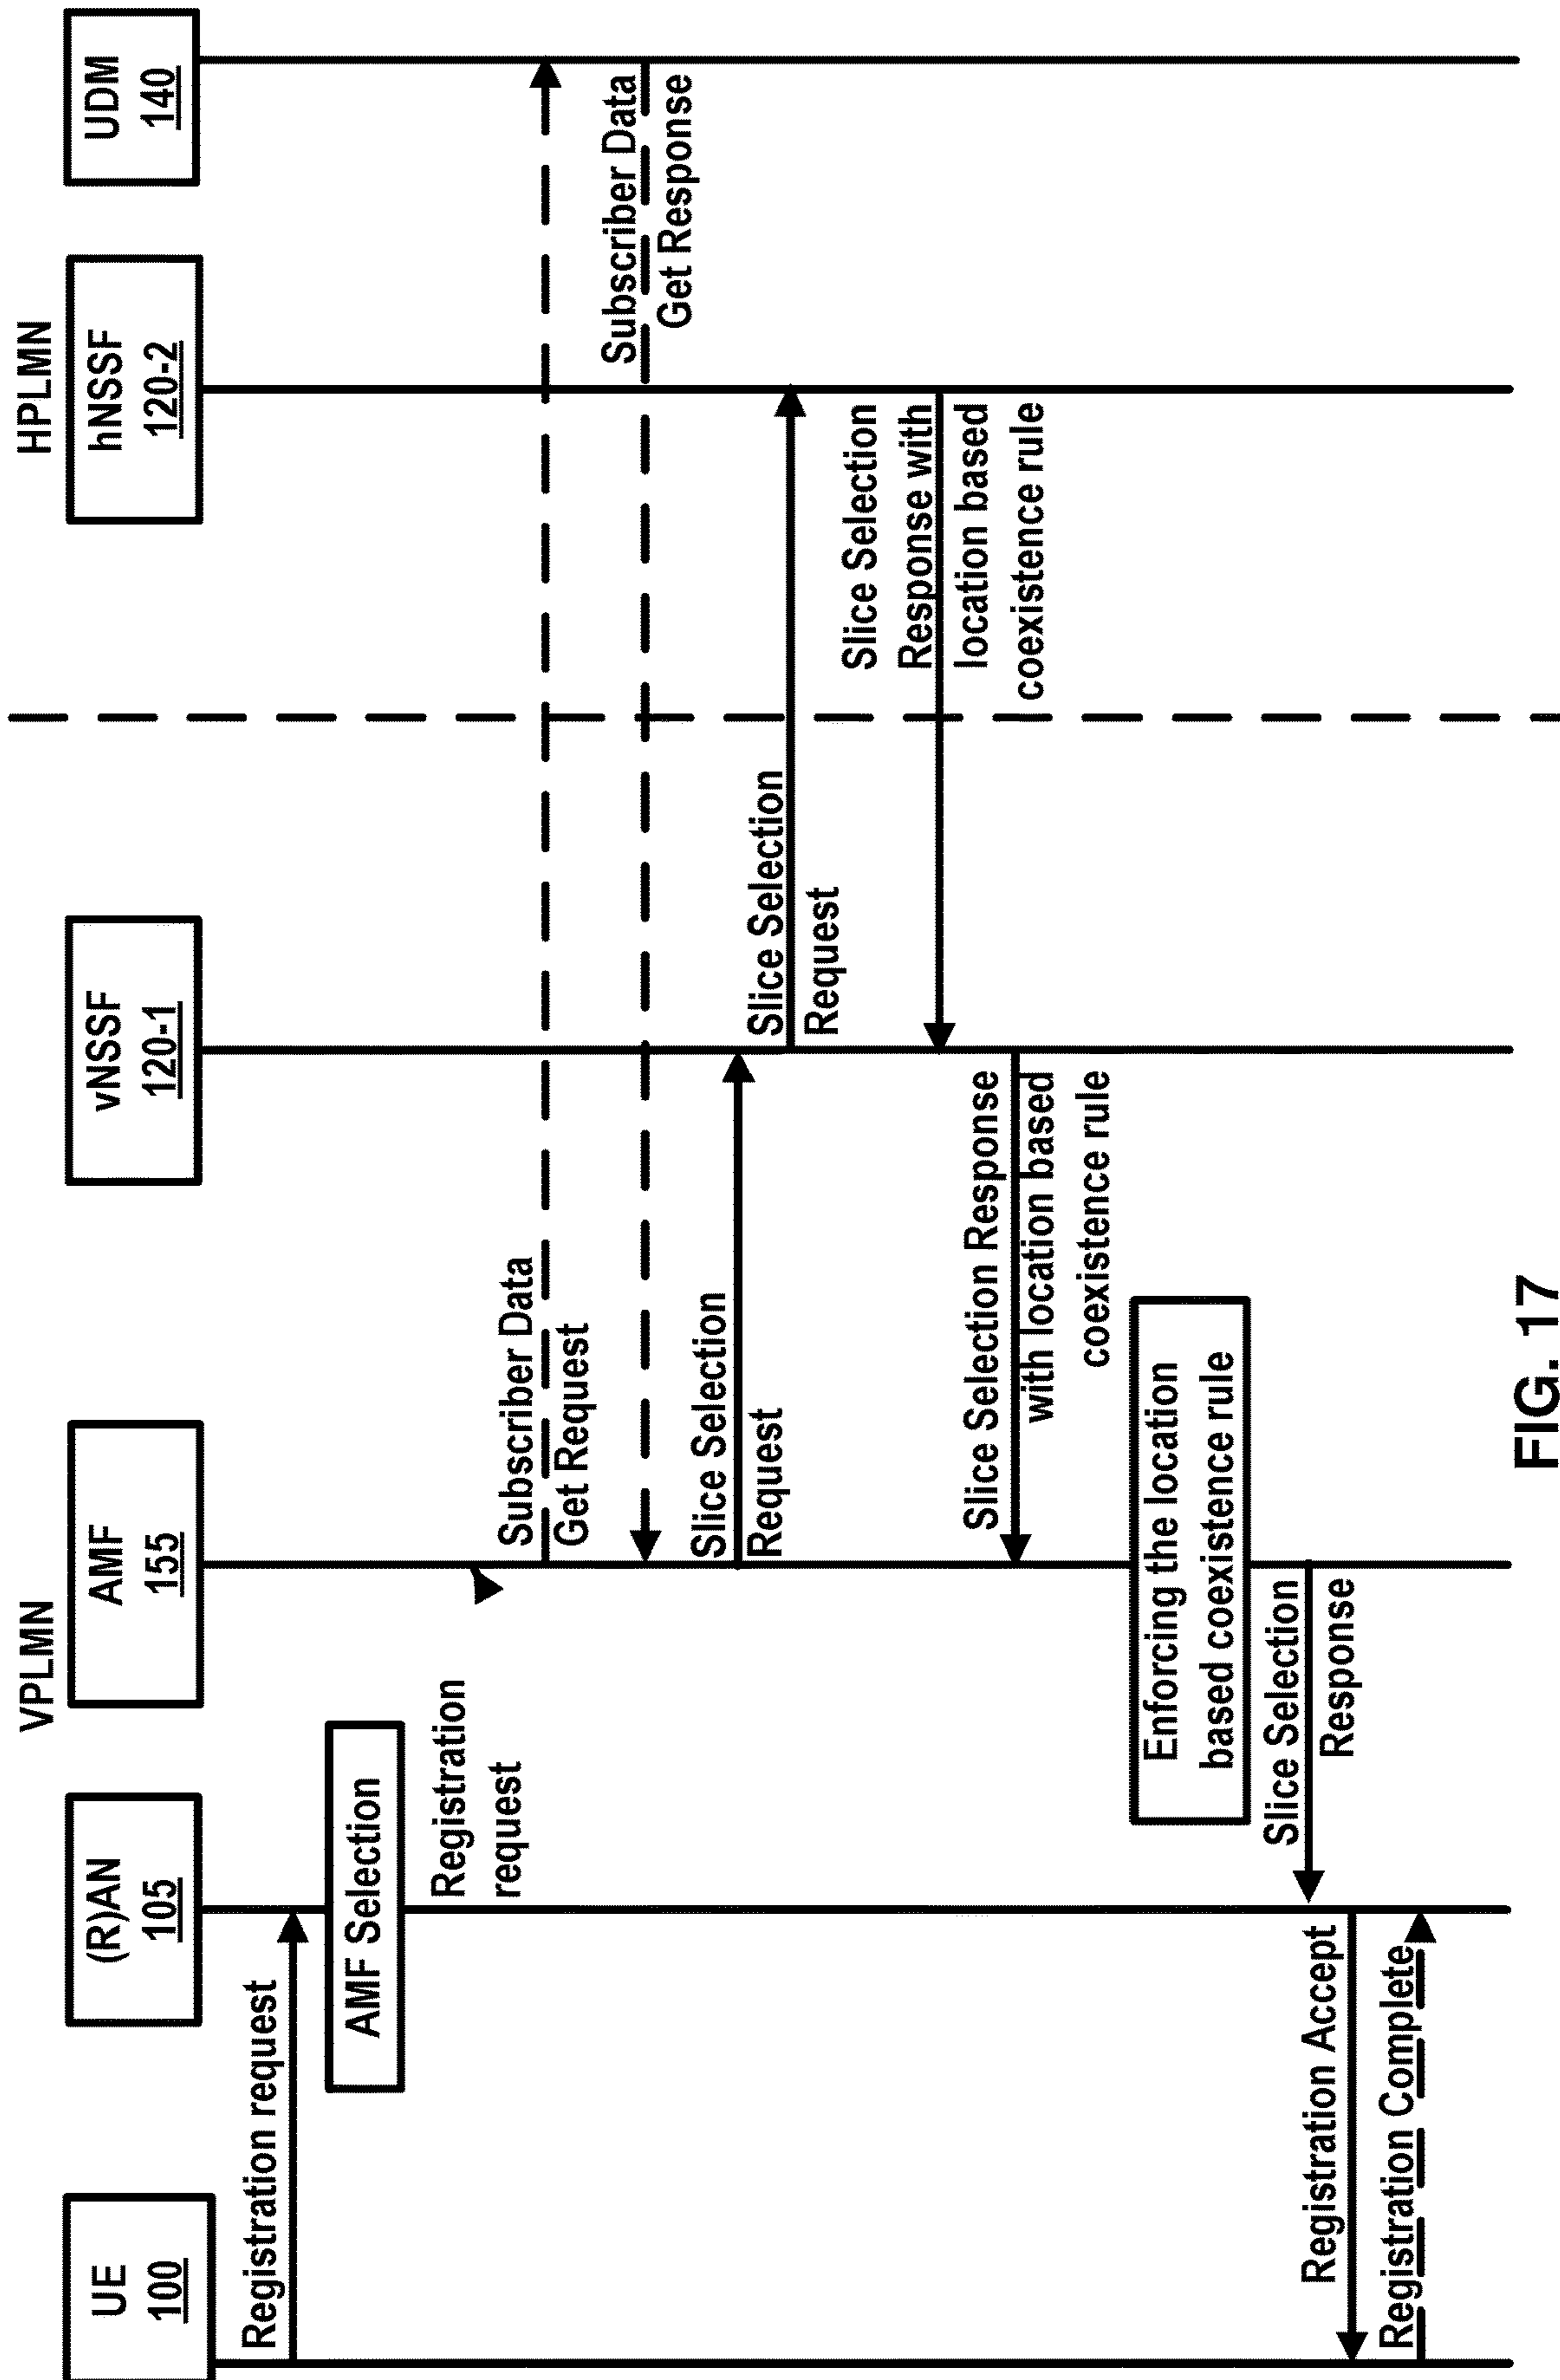 VPLMN
HPLMN
UE
100
(R)AN
105
AMF
155
vNSSF
120-1
hNSSF
120-2
UDM
140
Registration request
AMF Selection
Registration
request
Subscriber Data
Get Request
Subscriber Data
Get Response
Slice Selection
Request
Slice Selection
Request
Slice Selection
Response with
location based
coexistence rule
Slice Selection Response
with location based
coexistence rule
Enforcing the location
based coexistence rule
Slice Selection
Response
Registration Accept
Registration Complete
FIG. 17